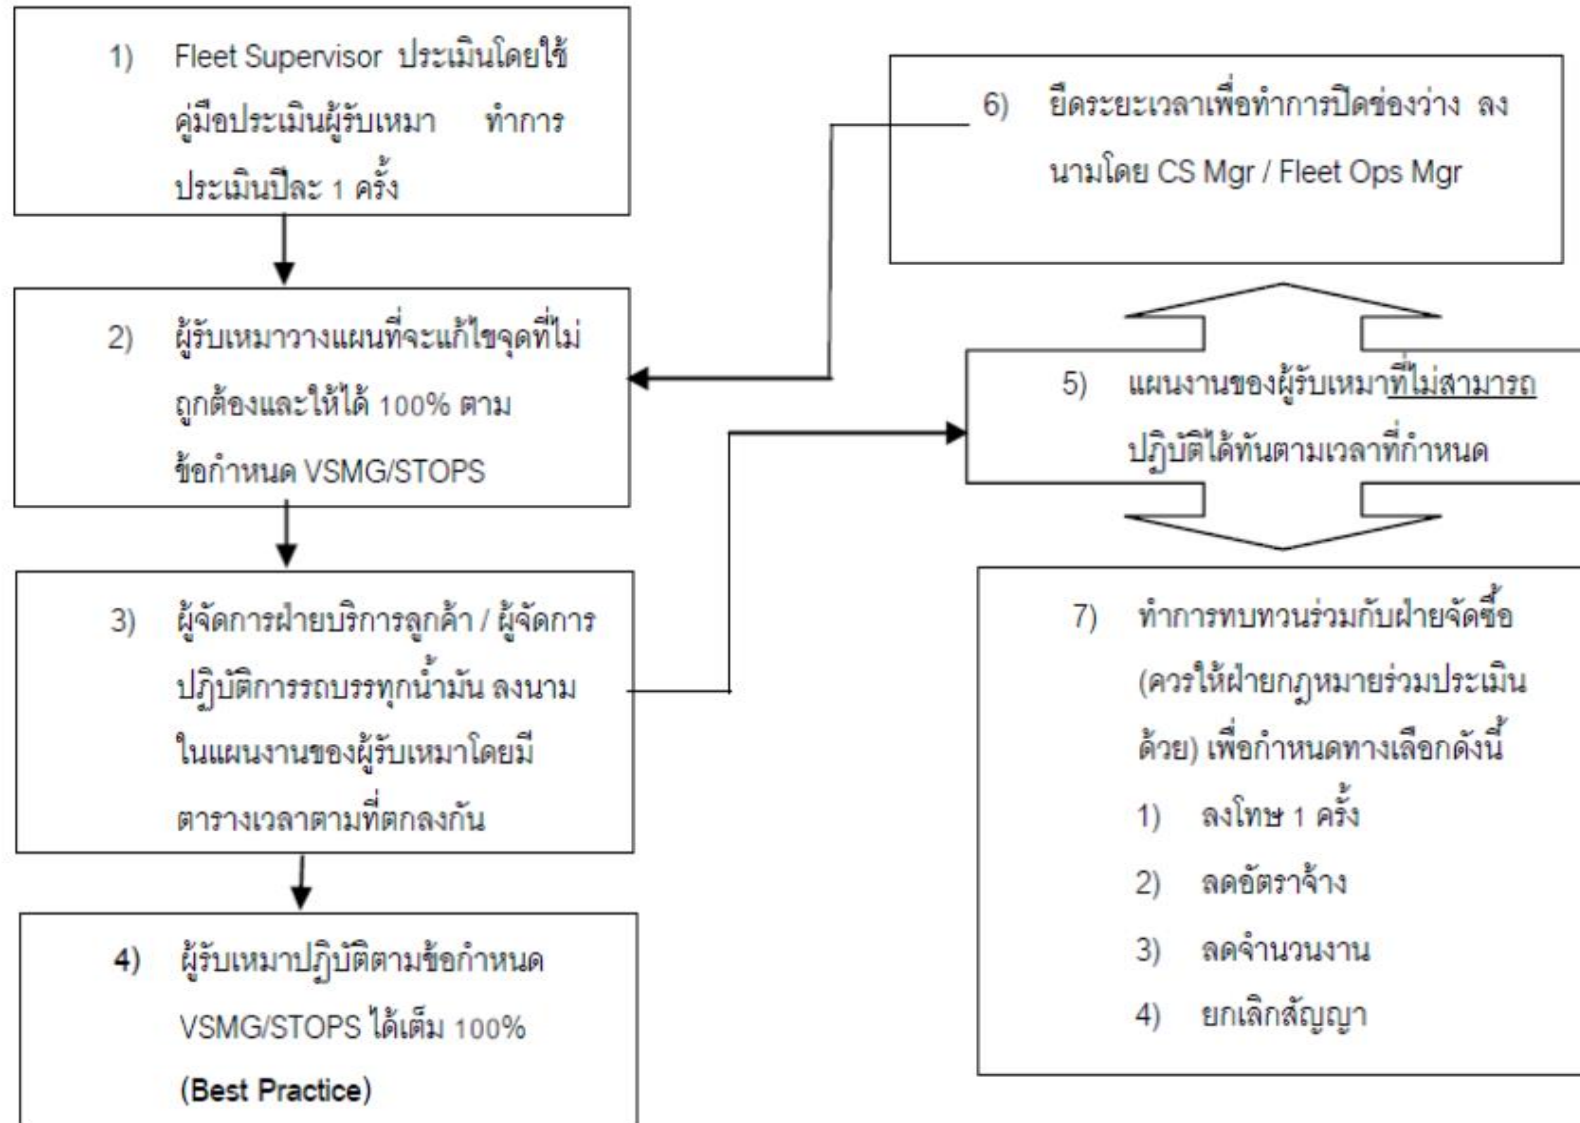 1) Fleet Supervisor ประเมินโดยใช้
คู่มือประเมินผู้รับเหมา ทำการ
ประเมินปีละ 1 ครั้ง
2) ผู้รับเหมาวางแผนที่จะแก้ไขจุดที่ไม่
ถูกต้องและให้ได้ 100% ตาม
ข้อกำหนด VSMG/STOPS
3) ผู้จัดการฝ่ายบริการลูกค้า / ผู้จัดการ
ปฏิบัติการรถบรรทุกน้ำมัน ลงนาม
ในแผนงานของผู้รับเหมาโดยมี
ตารางเวลาตามที่ตกลงกัน
4) ผู้รับเหมาปฏิบัติตามข้อกำหนด
VSMG/STOPS ได้เต็ม 100%
(Best Practice)
6) ยืดระยะเวลาเพื่อทำการปิดช่องว่าง ลง
นามโดย CS Mgr / Fleet Ops Mgr
5) แผนงานของผู้รับเหมาที่ไม่สามารถ
ปฏิบัติได้ทันตามเวลาที่กำหนด
7) ทำการทบทวนร่วมกับฝ่ายจัดซื้อ
(ควรให้ฝ่ายกฎหมายร่วมประเมิน
ด้วย) เพื่อกำหนดทางเลือกดังนี้
1) ลงโทษ 1 ครั้ง
2) ลดอัตราจ้าง
3) ลดจำนวนงาน
4) ยกเลิกสัญญา